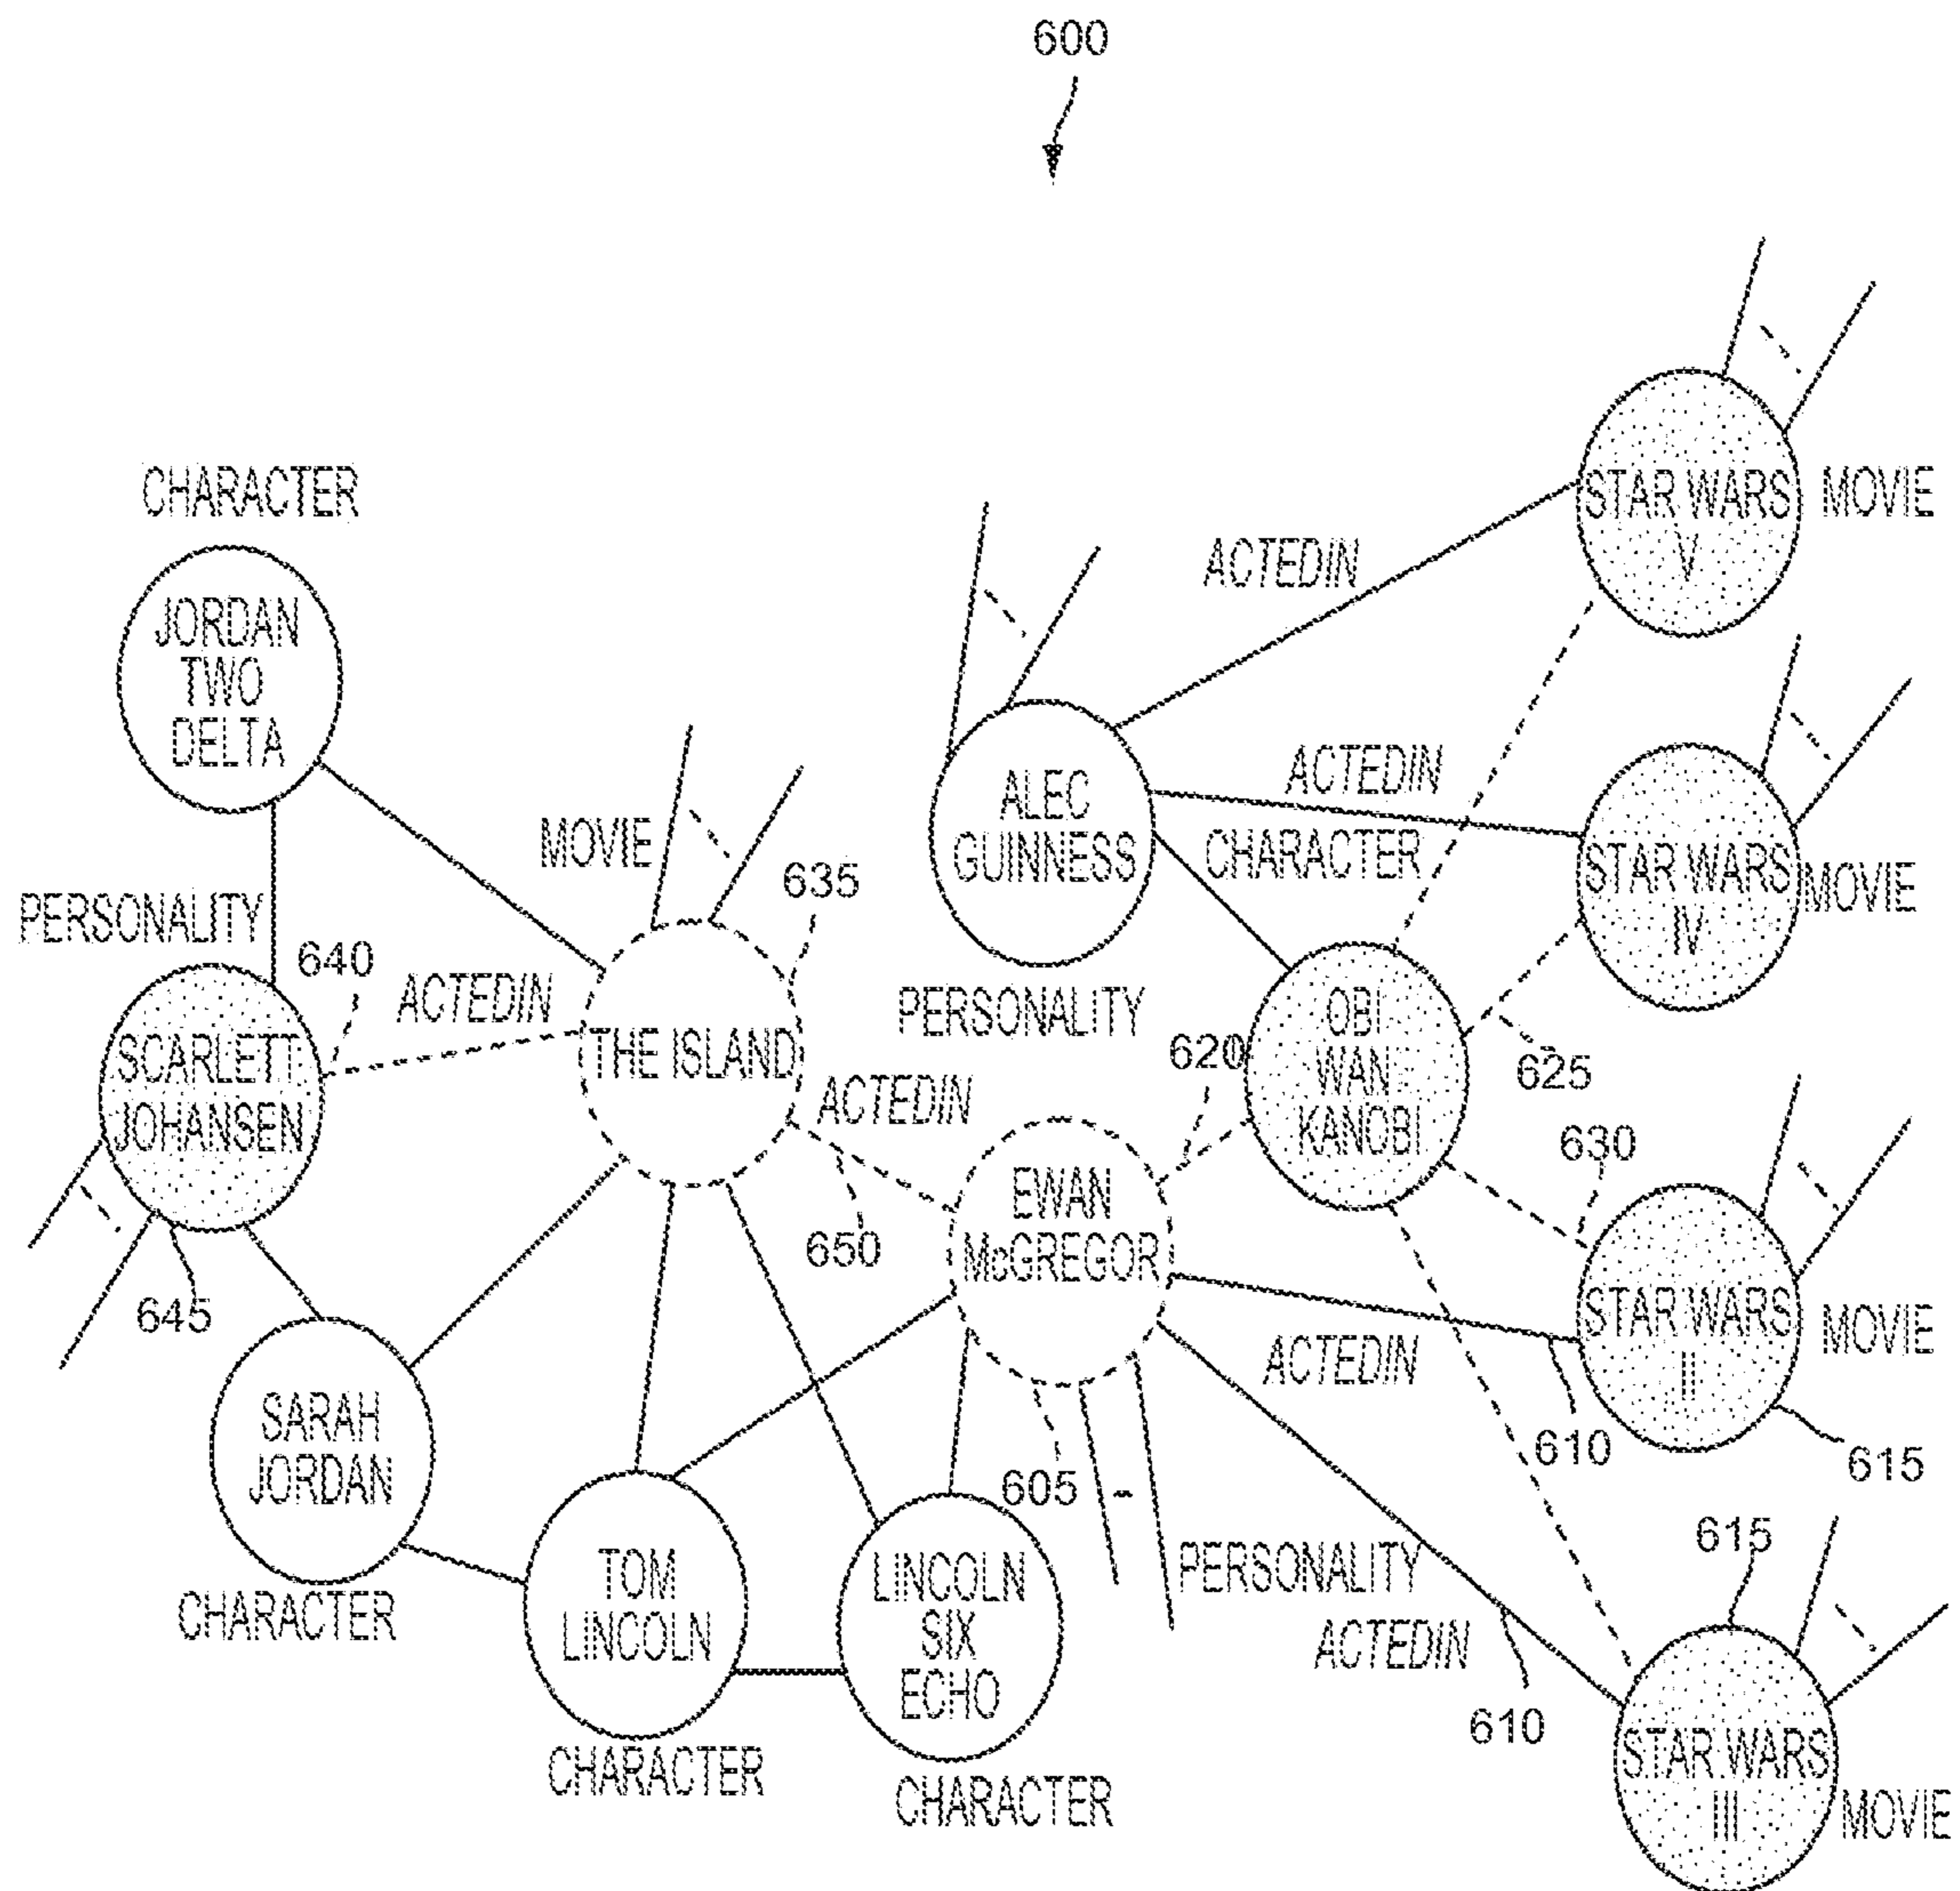 600
CHARACTER
JORDAN
TWO
DELTA
PERSONALITY
640
ACTEDIN
SCARLETT
JOHANSEN
645
MOVIE
635
THE ISLAND
ACTEDIN
650
SARAH
JORDAN
CHARACTER
TOM
LINCOLN
CHARACTER
LINCOLN
SIX
ECHO
CHARACTER
ALEC
GUINNESS
PERSONALITY
ACTEDIN
ACTEDIN
CHARACTER
620
OBI
WAN
KANOBI
625
630
EWAN
McGREGOR
605
PERSONALITY
ACTEDIN
610
ACTEDIN
610
STAR WARS
V
MOVIE
STAR WARS
IV
MOVIE
STAR WARS
II
MOVIE
615
615
STAR WARS
III
MOVIE